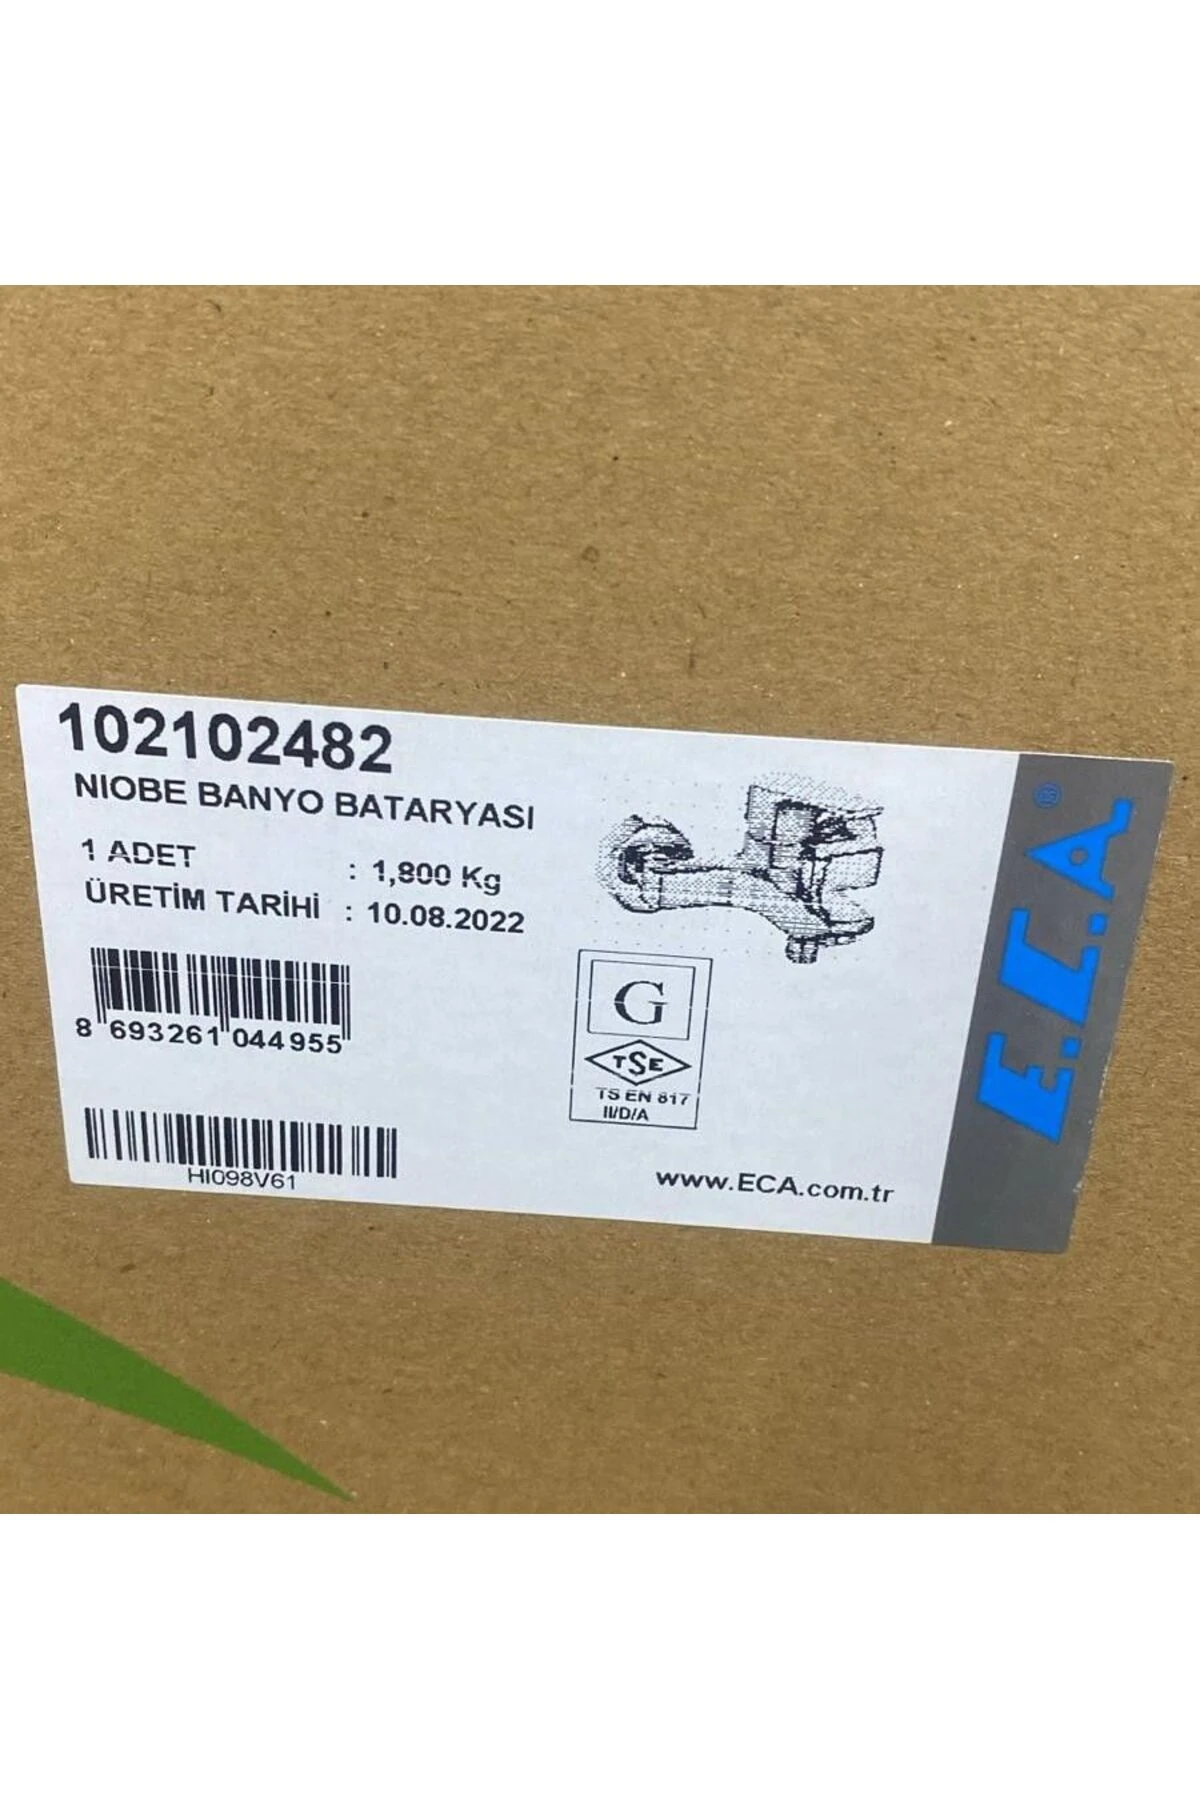 102102482
NIOBE BANYO BATARYASI
1 ADET : 1,800 Kg
ÜRETİM TARİHİ : 10.08.2022
8 693261 044955
HI098V61
G
TSE
TS EN 817
II/D/A
www.ECA.com.tr
E.C.A ®